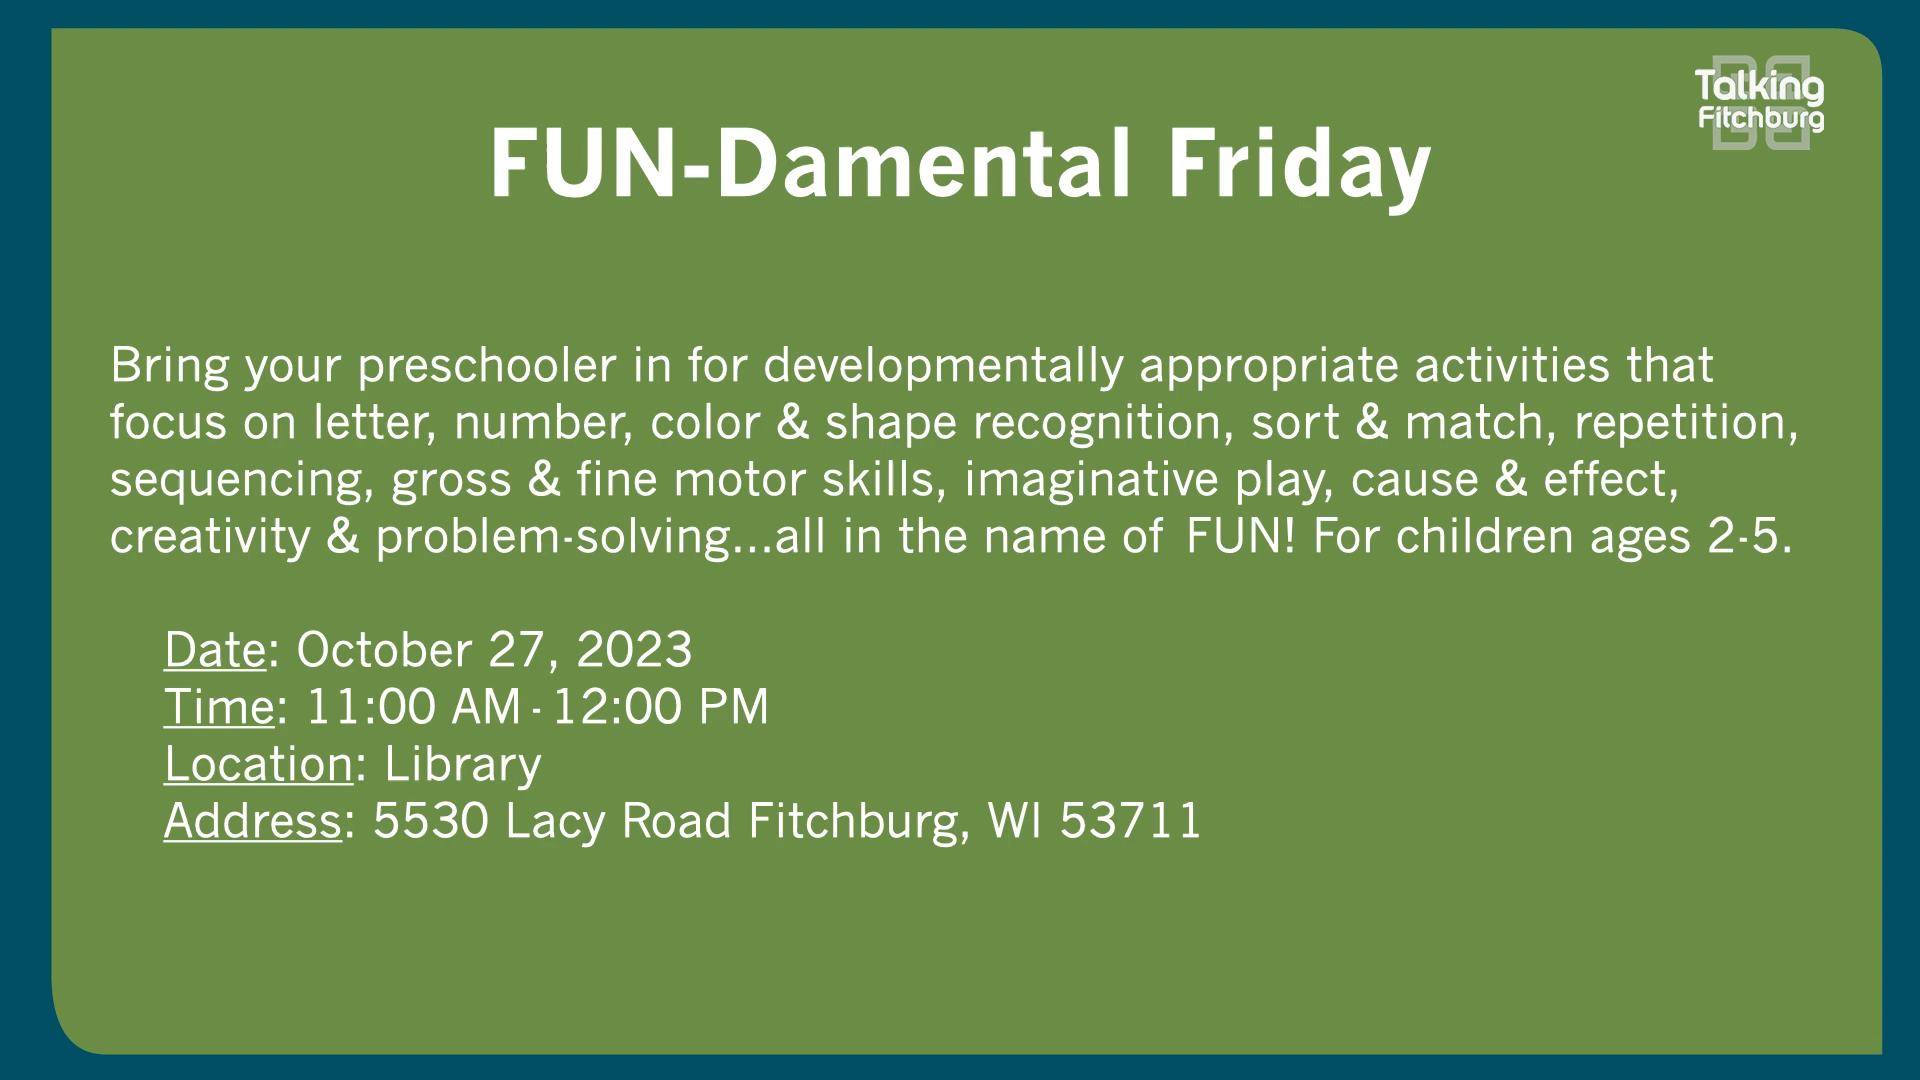 Talking
Fitchburg
FUN-Damental Friday
Bring your preschooler in for developmentally appropriate activities that
focus on letter, number, color & shape recognition, sort & match, repetition,
sequencing, gross & fine motor skills, imaginative play, cause & effect,
creativity & problem-solving...all in the name of FUN! For children ages 2-5.
Date: October 27, 2023
Time: 11:00 AM - 12:00 PM
Location: Library
Address: 5530 Lacy Road Fitchburg, WI 53711